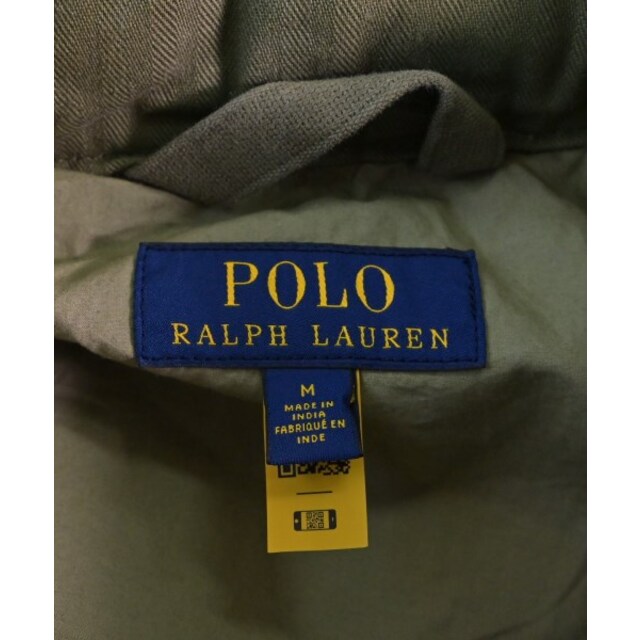 POLO
RALPH LAUREN
M
MADE IN
INDIA
FABRIQUÉ EN
INDE